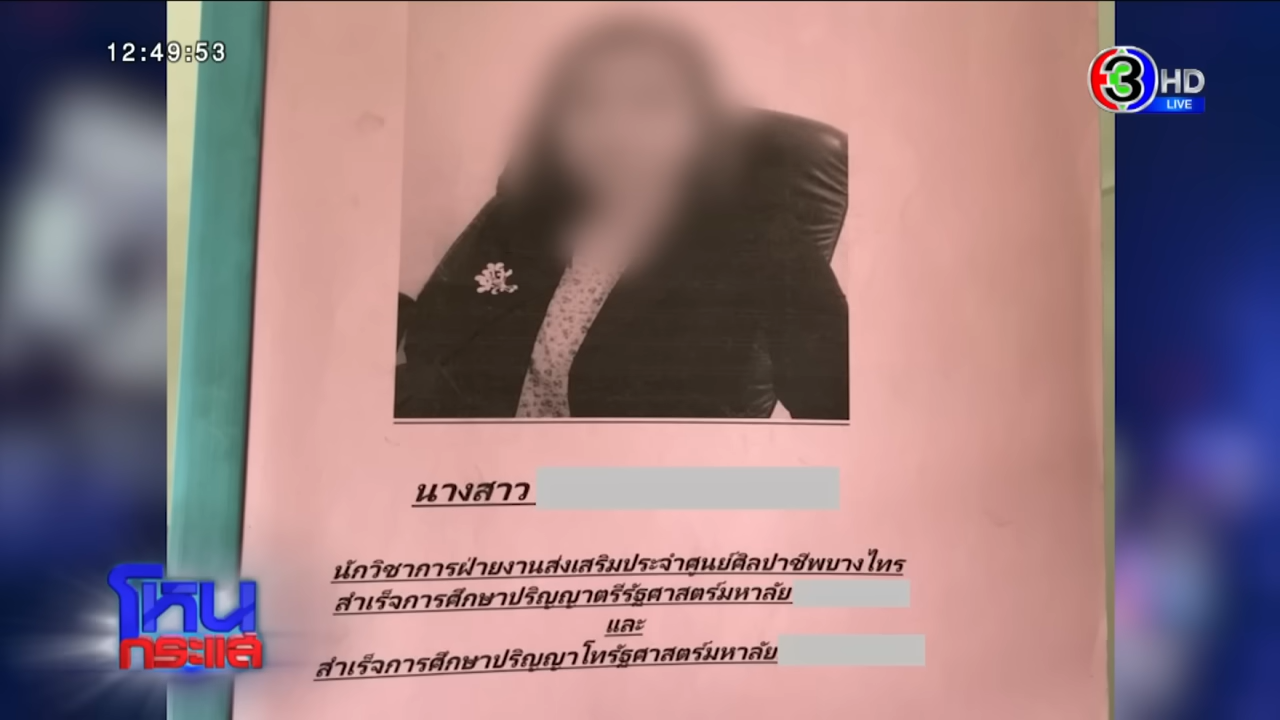 12:49:53
3 HD
LIVE
นางสาว
นักวิชาการฝ่ายงานส่งเสริมประจำศูนย์ศิลปาชีพบางไทร
สำเร็จการศึกษาปริญญาตรีรัฐศาสตร์มหาลัย
และ
สำเร็จการศึกษาปริญญาโทรัฐศาสตร์มหาลัย
โหน
กระแส